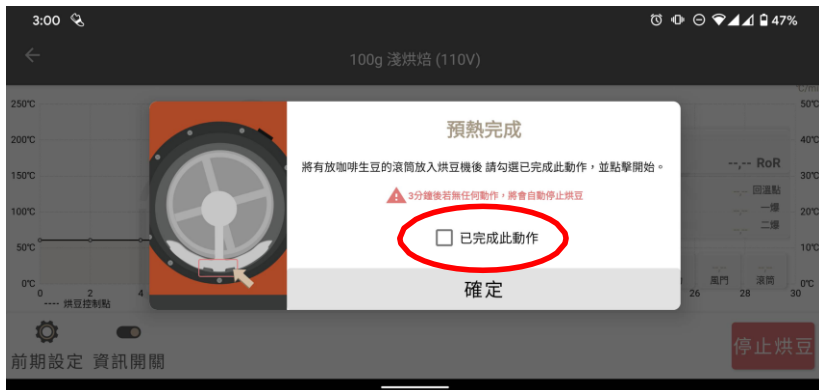 3:00
47%
100g 淺烘焙 (110V)
250°C
200°C
150°C
100°C
50°C
0°C
0
2
4
---- 烘豆控制點
預熱完成
將有放咖啡生豆的滾筒放入烘豆機後 請勾選已完成此動作，並點擊開始。
3分鐘後若無任何動作，將會自動停止烘豆
已完成此動作
確定
50°C
40°C
30°C
20°C
10°C
0°C
--,-- RoR
回溫點
一爆
二爆
風門
滾筒
26
28
30
前期設定
資訊開關
停止烘豆